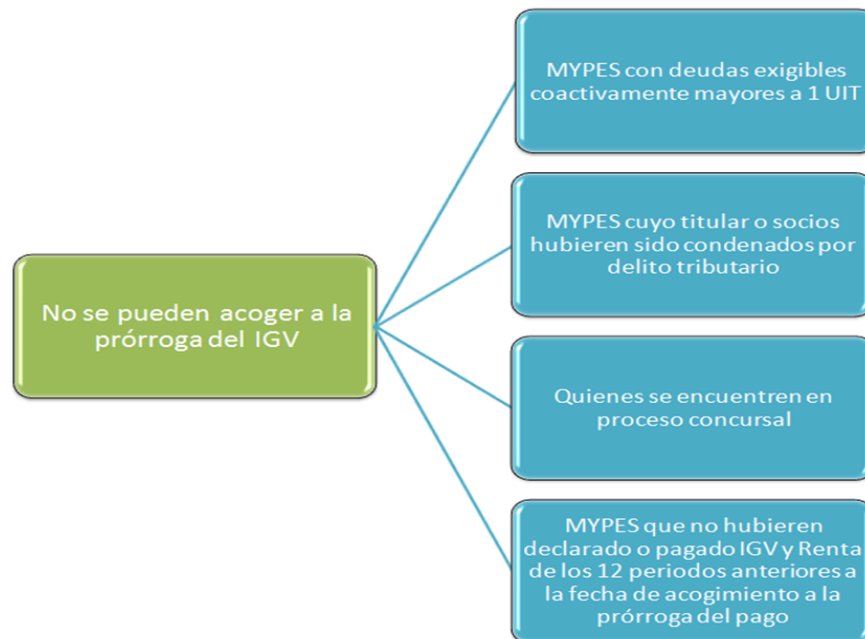 No se pueden acoger a la
prórroga del IGV
MYPES con deudas exigibles
coactivamente mayores a 1 UIT
MYPES cuyo titular o socios
hubieren sido condenados por
delito tributario
Quienes se encuentren en
proceso concursal
MYPES que no hubieren
declarado o pagado IGV y Renta
de los 12 periodos anteriores a
la fecha de acogimiento a la
prórroga del pago